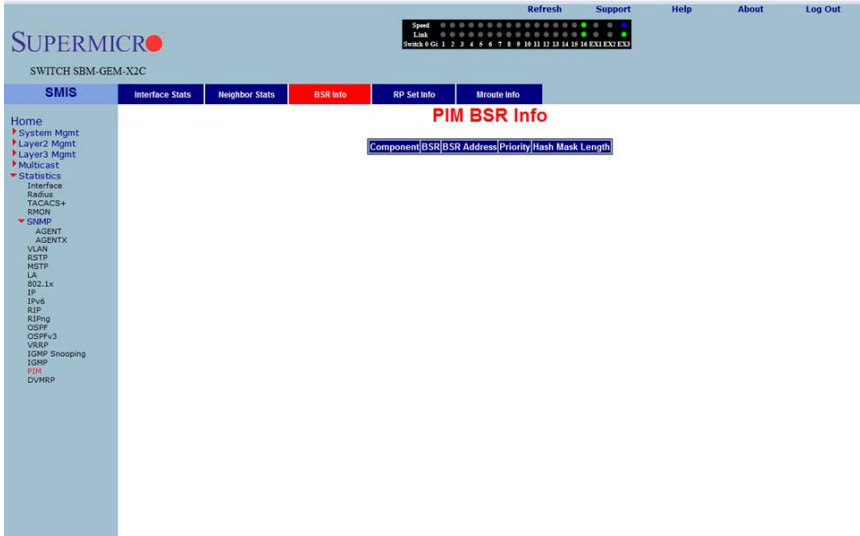 Refresh Support Help About Log Out
SUPERMICRO
SWITCH SBM-GEM-X2C
Speed
Link
Switch 0 Gi 1 2 3 4 5 6 7 8 9 10 11 12 13 14 15 16 EX1 EX2 EX3
SMIS
Interface Stats Neighbor Stats BSR Info RP Set Info Mroute Info
Home
System Mgmt
Layer2 Mgmt
Layer3 Mgmt
Multicast
Statistics
Interface
Radius
TACACS+
RMON
SNMP
AGENT
AGENTX
VLAN
RSTP
MSTP
LA
802.1x
IP
IPv6
RIP
RIPng
OSPF
OSPFv3
VRRP
IGMP Snooping
IGMP
PIM
DVMRP
PIM BSR Info
Component BSR BSR Address Priority Hash Mask Length